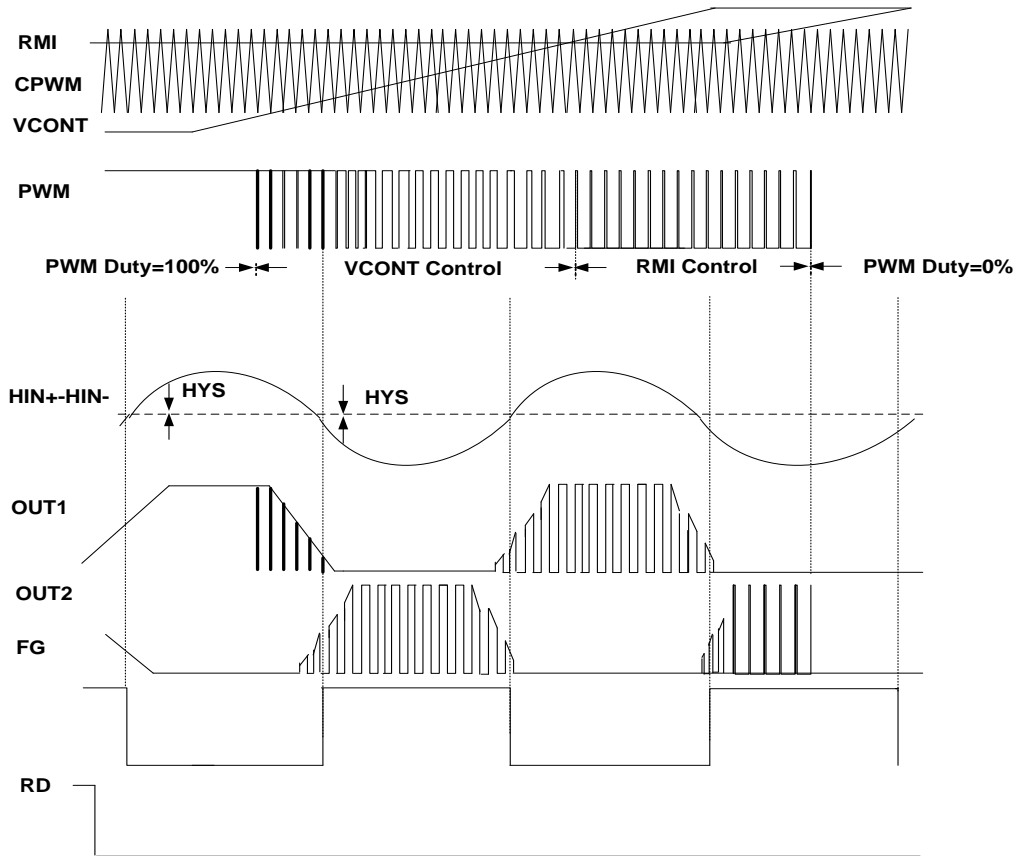 RMI
CPWM
VCONT
PWM
PWM Duty=100%
VCONT Control
RMI Control
PWM Duty=0%
HIN+-HIN-
HYS
HYS
OUT1
OUT2
FG
RD